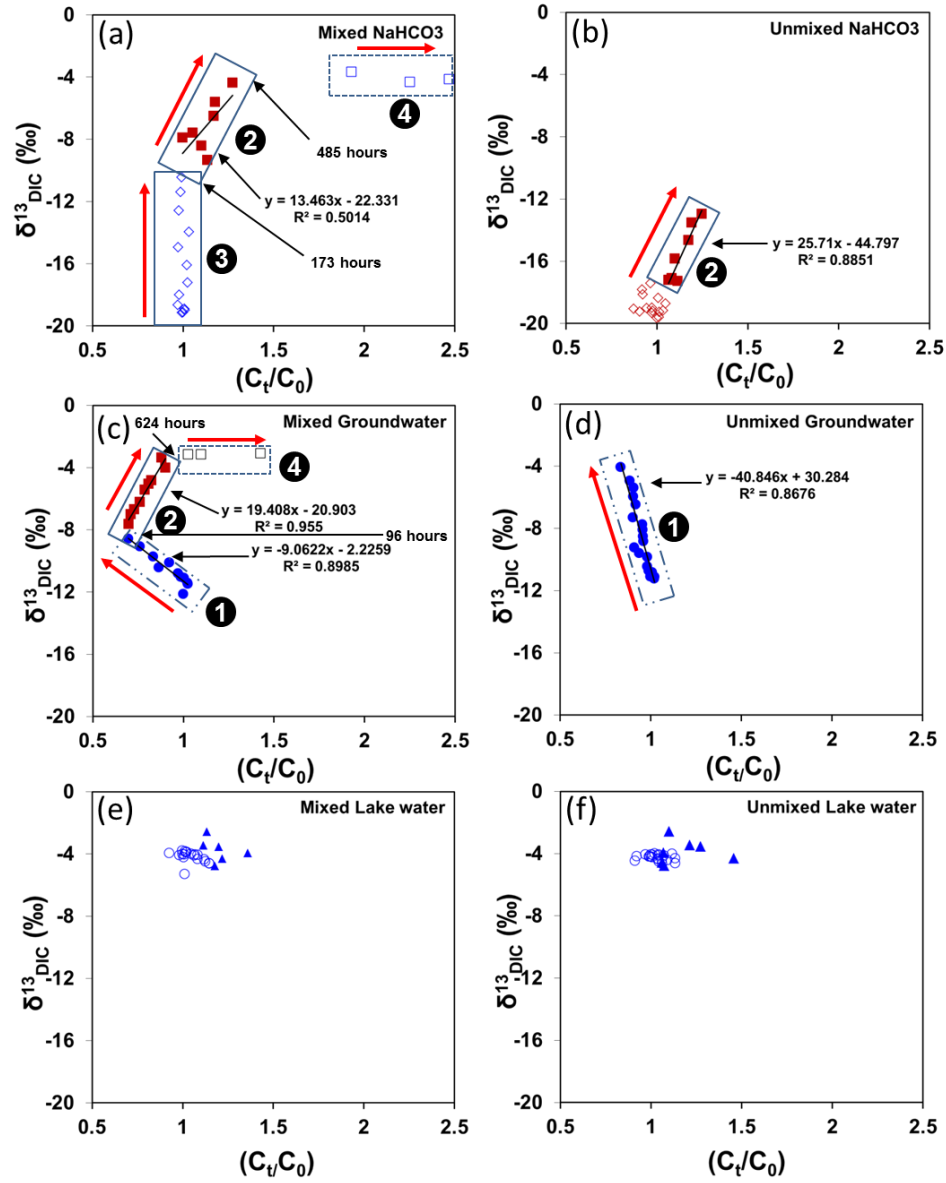 (a)
Mixed NaHCO3
0
-4
-8
-12
-16
-20
δ¹³DIC (‰)
4
2
485 hours
y = 13.463x - 22.331
R² = 0.5014
3
173 hours
0.5
1
1.5
2
2.5
(Ct/C0)
(b)
Unmixed NaHCO3
0
-4
-8
-12
-16
-20
δ¹³DIC (‰)
y = 25.71x - 44.797
R² = 0.8851
2
0.5
1
1.5
2
2.5
(Ct/C0)
(c)
Mixed Groundwater
0
-4
-8
-12
-16
-20
δ¹³DIC (‰)
624 hours
4
y = 19.408x - 20.903
R² = 0.955
2
96 hours
y = -9.0622x - 2.2259
R² = 0.8985
1
0.5
1
1.5
2
2.5
(Ct/C0)
(d)
Unmixed Groundwater
0
-4
-8
-12
-16
-20
δ¹³DIC (‰)
y = -40.846x + 30.284
R² = 0.8676
1
0.5
1
1.5
2
2.5
(Ct/C0)
(e)
Mixed Lake water
0
-4
-8
-12
-16
-20
δ¹³DIC (‰)
0.5
1
1.5
2
2.5
(Ct/C0)
(f)
Unmixed Lake water
0
-4
-8
-12
-16
-20
δ¹³DIC (‰)
0.5
1
1.5
2
2.5
(Ct/C0)